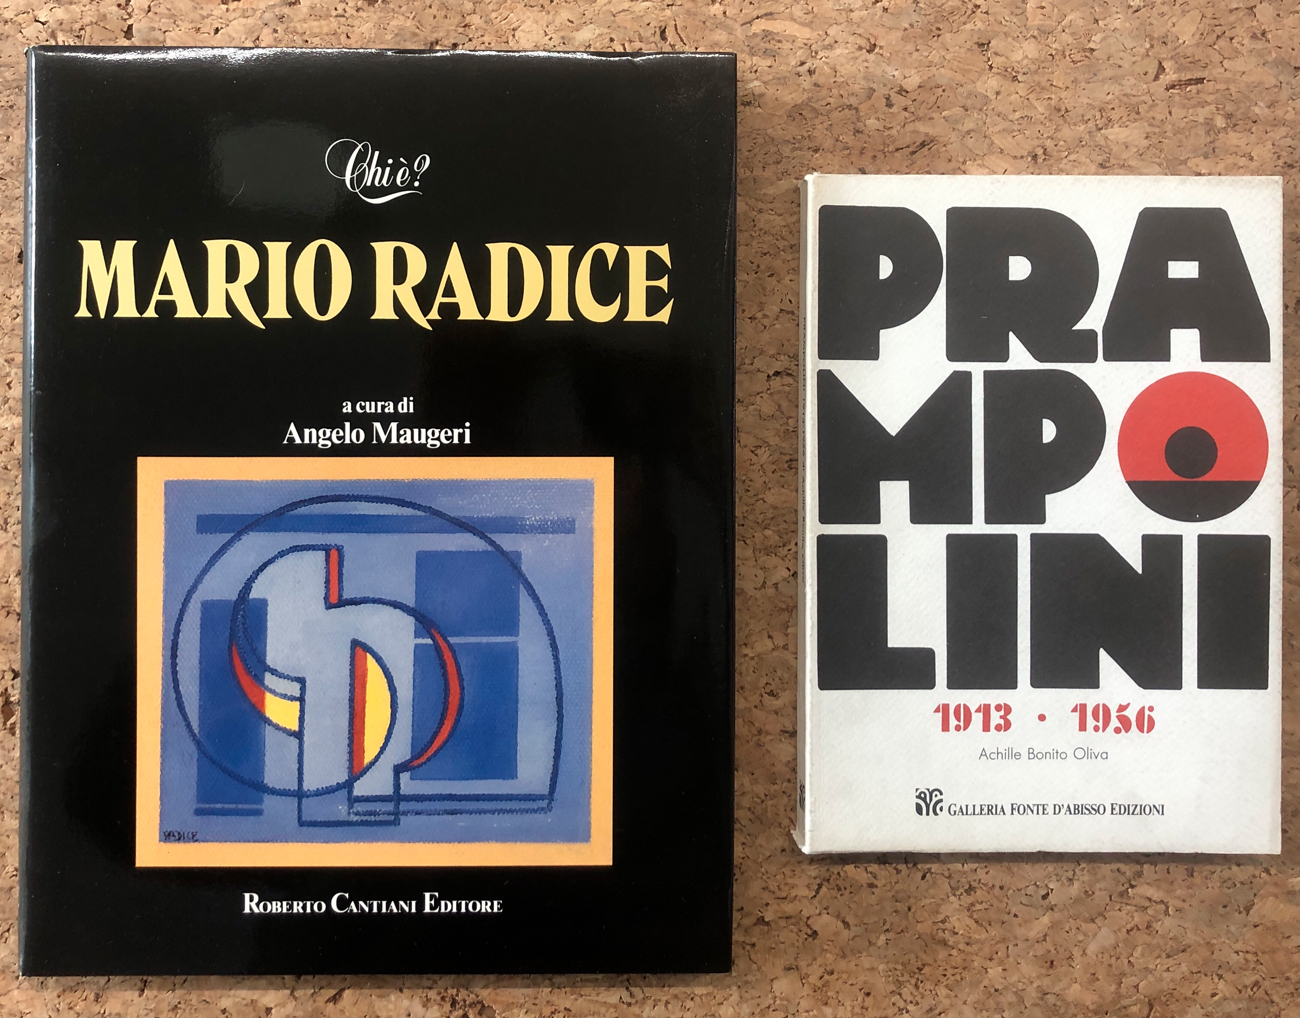 Chi è?
MARIO RADICE
a cura di
Angelo Maugeri
RADICE
ROBERTO CANTIANI EDITORE
PRA
MPO
LINI
1913 • 1956
Achille Bonito Oliva
GALLERIA FONTE D'ABISSO EDIZIONI